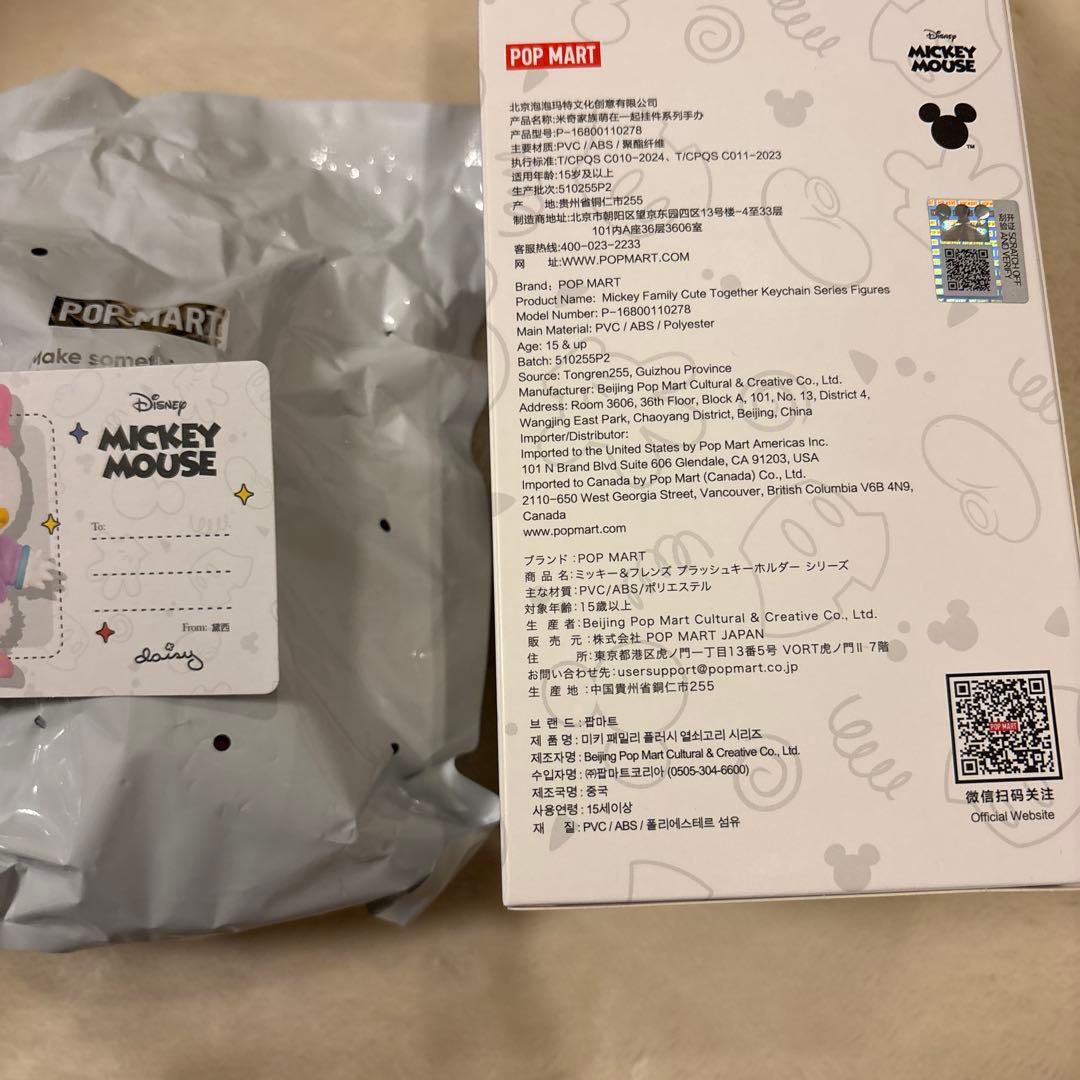 POP MART
Disney
MICKEY
MOUSE
TM
北京泡泡玛特文化创意有限公司
产品名称:米奇家族萌在一起挂件系列手办
产品型号:P-16800110278
主要材质:PVC / ABS / 聚酯纤维
执行标准:T/CPQS C010-2024、T/CPQS C011-2023
适用年龄:15岁及以上
生产批次:510255P2
产 地:贵州省铜仁市255
制造商地址:北京市朝阳区望京东园四区13号楼-4至33层
101内A座36层3606室
客服热线:400-023-2233
网 址:WWW.POPMART.COM
SCRATCH OFF
AND VERIFY
Brand: POP MART
Product Name: Mickey Family Cute Together Keychain Series Figures
Model Number: P-16800110278
Main Material: PVC / ABS / Polyester
Age: 15 & up
Batch: 510255P2
Source: Tongren255, Guizhou Province
Manufacturer: Beijing Pop Mart Cultural & Creative Co., Ltd.
Address: Room 3606, 36th Floor, Block A, 101, No. 13, District 4,
Wangjing East Park, Chaoyang District, Beijing, China
Importer/Distributor:
Imported to the United States by Pop Mart Americas Inc.
101 N Brand Blvd Suite 606 Glendale, CA 91203, USA
Imported to Canada by Pop Mart (Canada) Co., Ltd.
2110-650 West Georgia Street, Vancouver, British Columbia V6B 4N9,
Canada
www.popmart.com
ブランド:POP MART
商品名:ミッキー&フレンズ プラッシュキーホルダー シリーズ
主な材質:PVC/ABS/ポリエステル
対象年齢:15歳以上
生産者:Beijing Pop Mart Cultural & Creative Co., Ltd.
販売元:株式会社 POP MART JAPAN
住所:東京都港区虎ノ門一丁目13番5号 VORT虎ノ門II 7階
お問い合わせ先:usersupport@popmart.co.jp
生産地:中国貴州省銅仁市255
브랜드:팝마트
제품명:미키 패밀리 플러시 열쇠고리 시리즈
제조자명:Beijing Pop Mart Cultural & Creative Co., Ltd.
수입자명:㈜팝마트코리아 (0505-304-6600)
제조국명:중국
사용연령:15세이상
재 질:PVC / ABS / 폴리에스테르 섬유
POP MART
微信扫码关注
Official Website
POP MART
Make
Disney
MICKEY
MOUSE
To:
From: 黛西
daisy